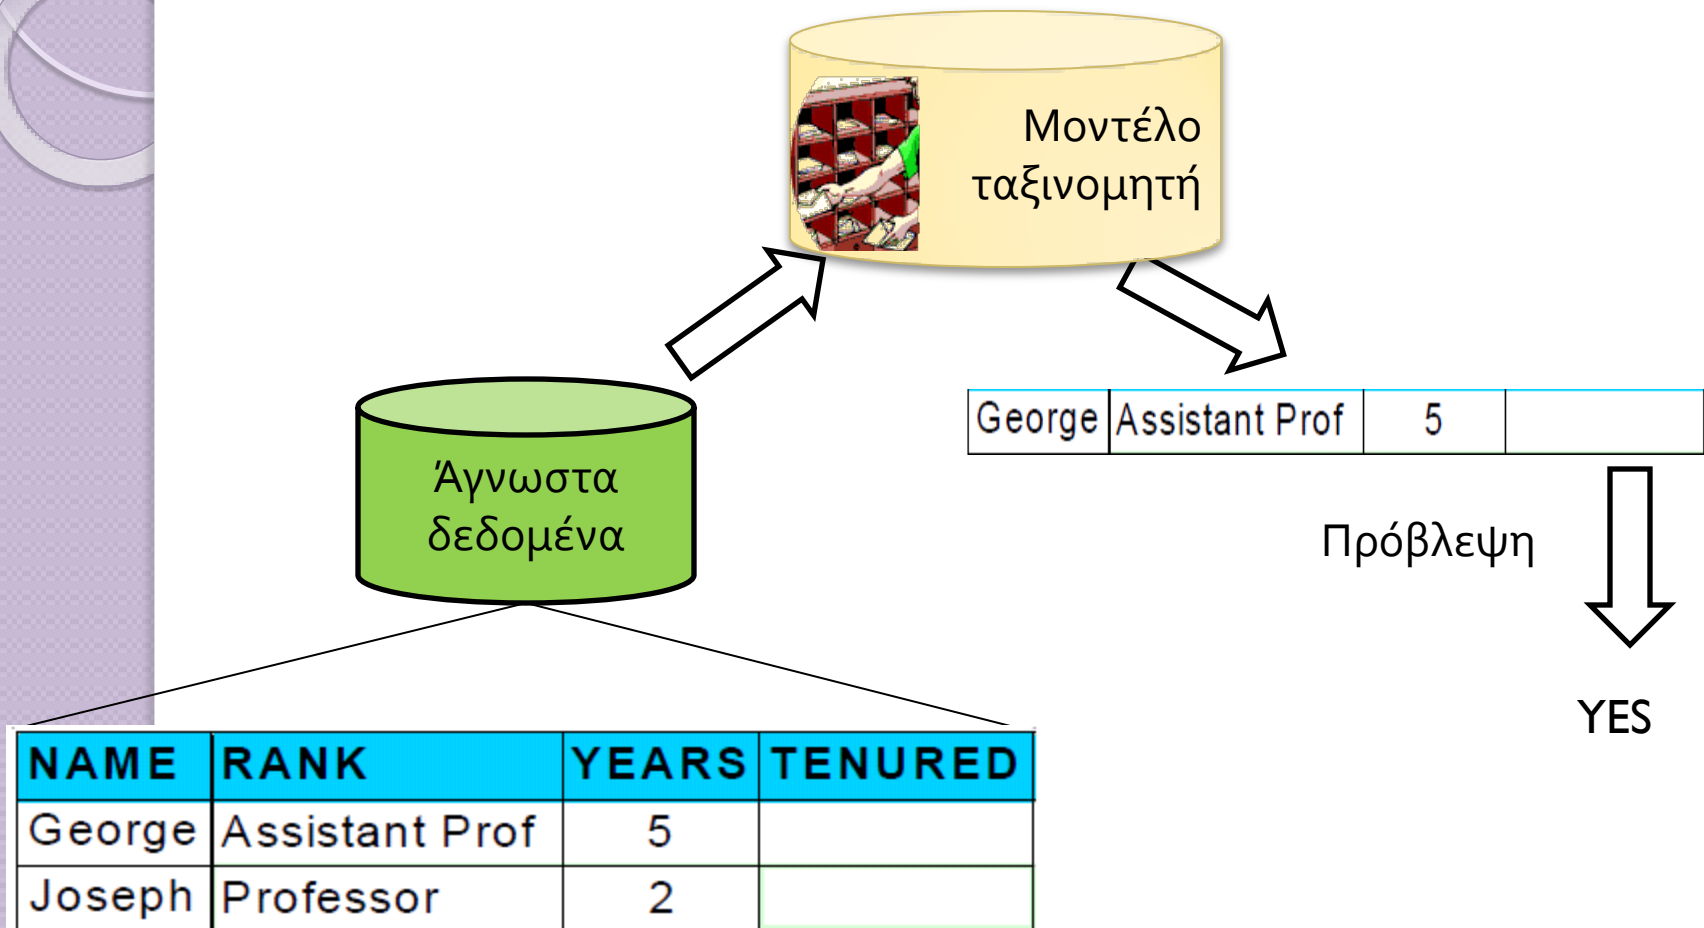 Μοντέλο
ταξινομητή
George Assistant Prof 5
Άγνωστα
δεδομένα
Πρόβλεψη
YES
NAME RANK YEARS TENURED
George Assistant Prof 5
Joseph Professor 2